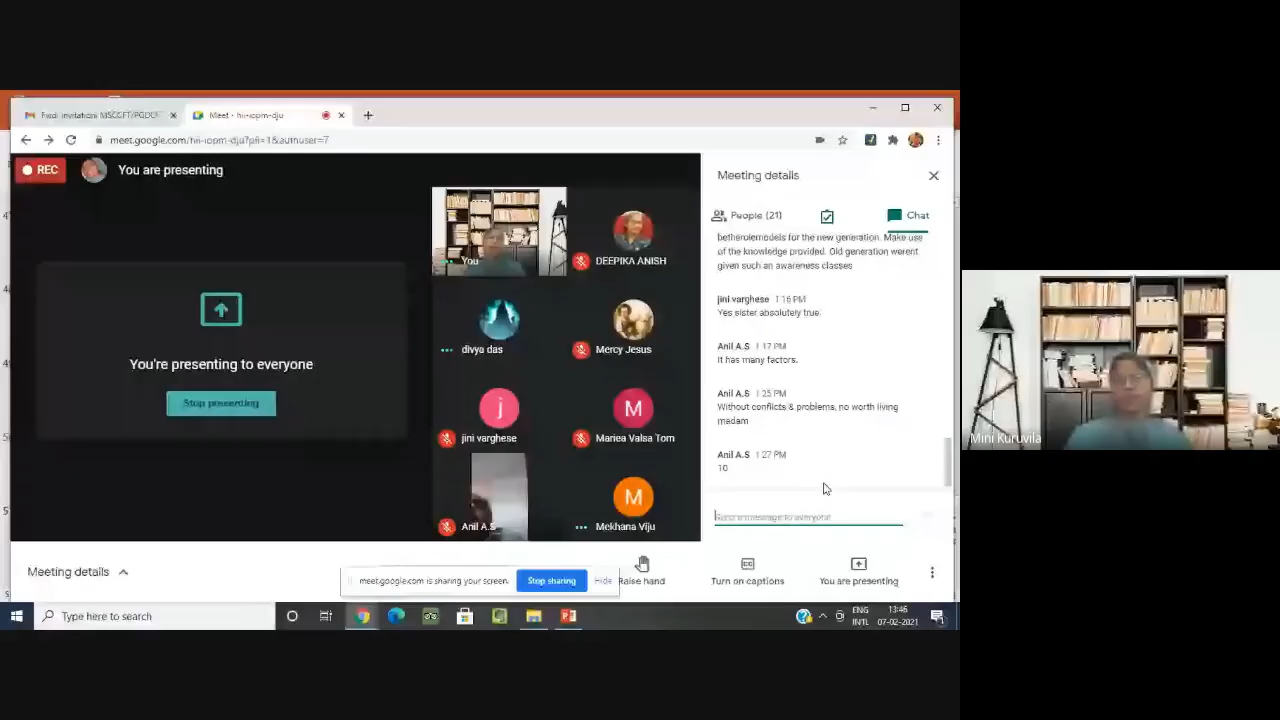 Meet - hii-iopm-dju
meet.google.com/hii-iopm-dju?pli=1&authuser=7
REC
You are presenting
Meeting details
People (21)
Chat
betherolemodels for the new generation. Make use
of the knowledge provided. Old generation werent
given such an awareness classes
jini varghese 1:16 PM
Yes sister absolutely true.
Anil A.S 1:17 PM
It has many factors.
Anil A.S 1:25 PM
Without conflicts & problems, no worth living
madam
Anil A.S 1:27 PM
10
Send a message to everyone
You
DEEPIKA ANISH
divya das
Mercy Jesus
j
jini varghese
M
Mariea Valsa Tom
Anil A.S
M
Mekhana Viju
You're presenting to everyone
Stop presenting
Mini Kuruvila
Meeting details
meet.google.com is sharing your screen.
Stop sharing
Hide
Raise hand
Turn on captions
You are presenting
Type here to search
ENG
INTL
13:46
07-02-2021